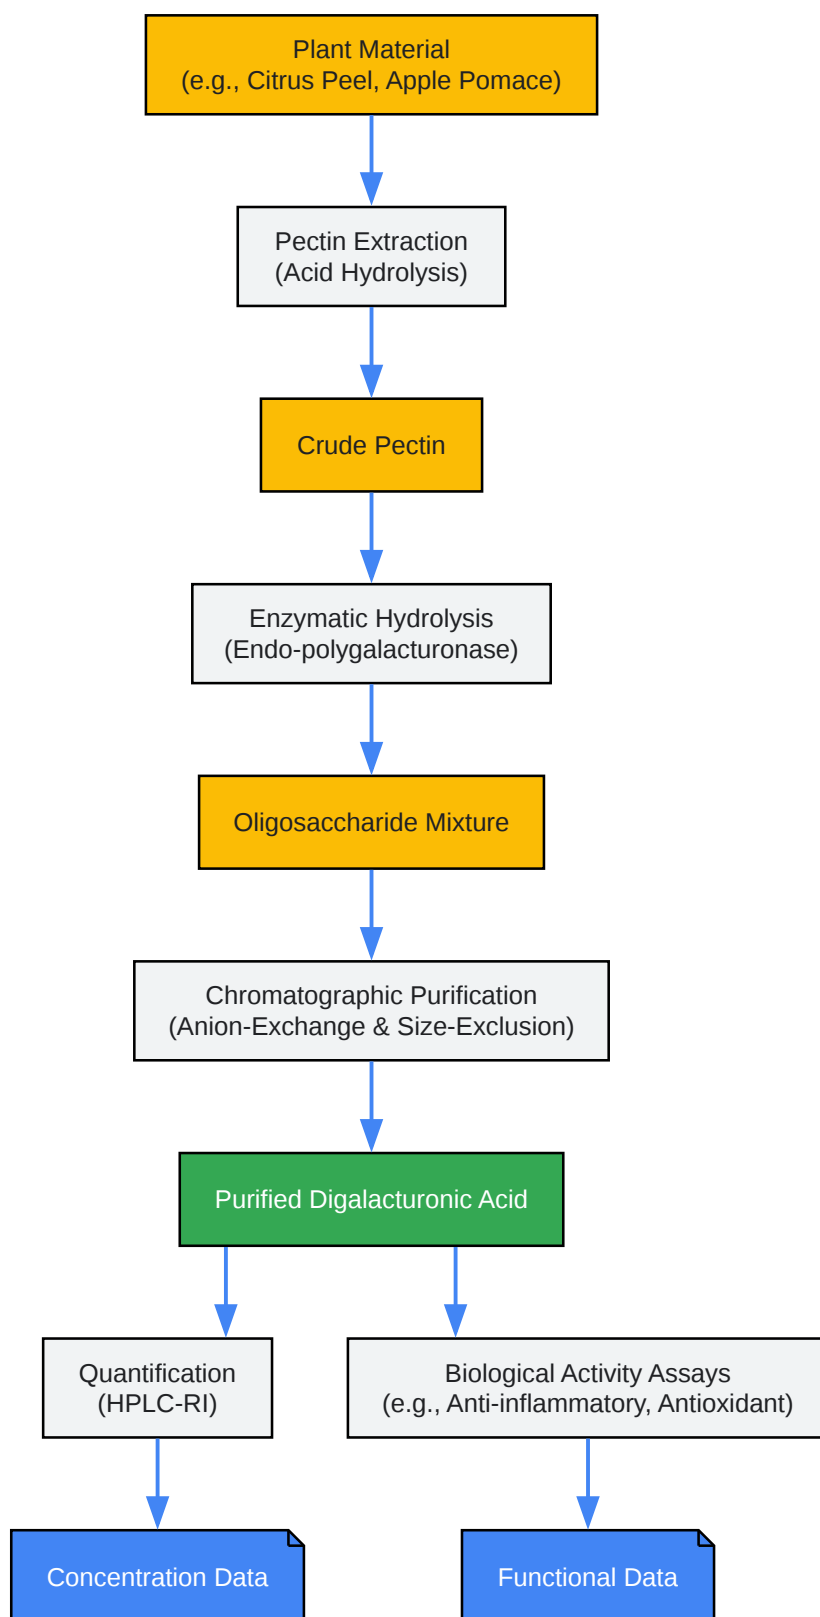 Plant Material
(e.g., Citrus Peel, Apple Pomace)
Pectin Extraction
(Acid Hydrolysis)
Crude Pectin
Enzymatic Hydrolysis
(Endo-polygalacturonase)
Oligosaccharide Mixture
Chromatographic Purification
(Anion-Exchange & Size-Exclusion)
Purified Digalacturonic Acid
Quantification
(HPLC-RI)
Biological Activity Assays
(e.g., Anti-inflammatory, Antioxidant)
Concentration Data
Functional Data